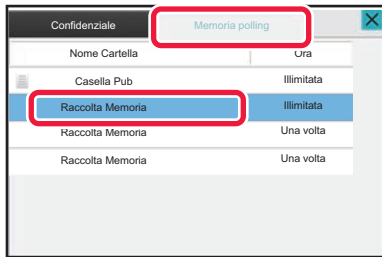 Confidenziale Memoria polling
Nome Cartella Ora
Casella Pub Illimitata
Raccolta Memoria Illimitata
Raccolta Memoria Una volta
Raccolta Memoria Una volta